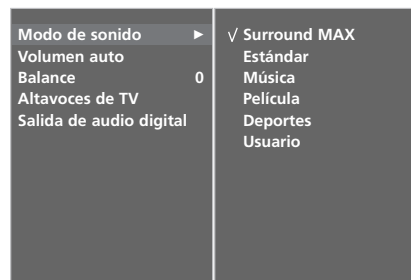 Modo de sonido ►
Volumen auto
Balance 0
Altavoces de TV
Salida de audio digital
√ Surround MAX
Estándar
Música
Película
Deportes
Usuario